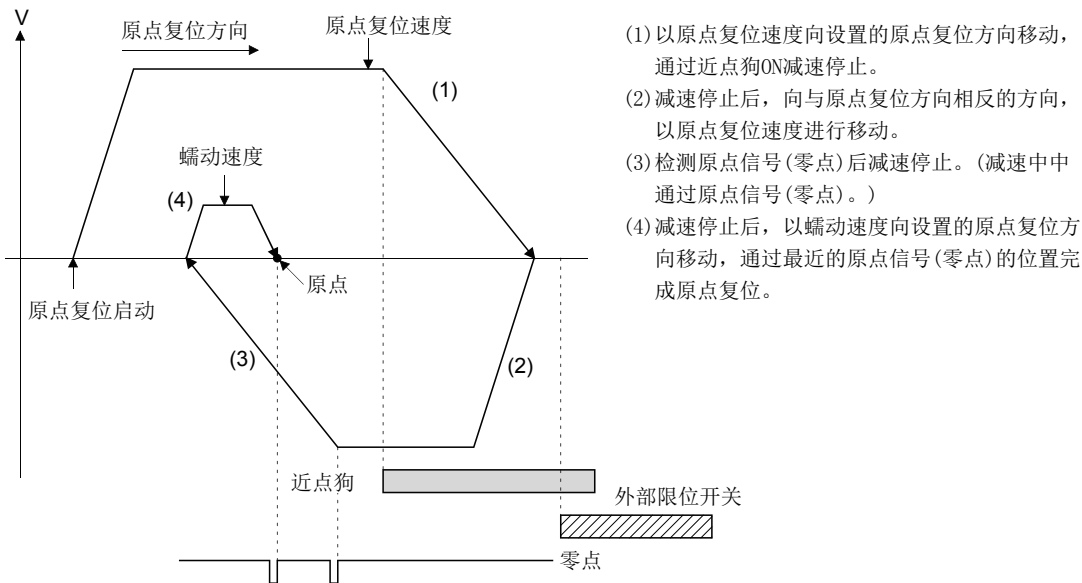 V
原点复位方向
原点复位速度
(1)
蠕动速度
(4)
原点
原点复位启动
(3)
(2)
近点狗
外部限位开关
零点
(1)以原点复位速度向设置的原点复位方向移动，
通过近点狗ON减速停止。
(2)减速停止后，向与原点复位方向相反的方向，
以原点复位速度进行移动。
(3)检测原点信号(零点)后减速停止。(减速中中
通过原点信号(零点)。)
(4)减速停止后，以蠕动速度向设置的原点复位方
向移动，通过最近的原点信号(零点)的位置完
成原点复位。